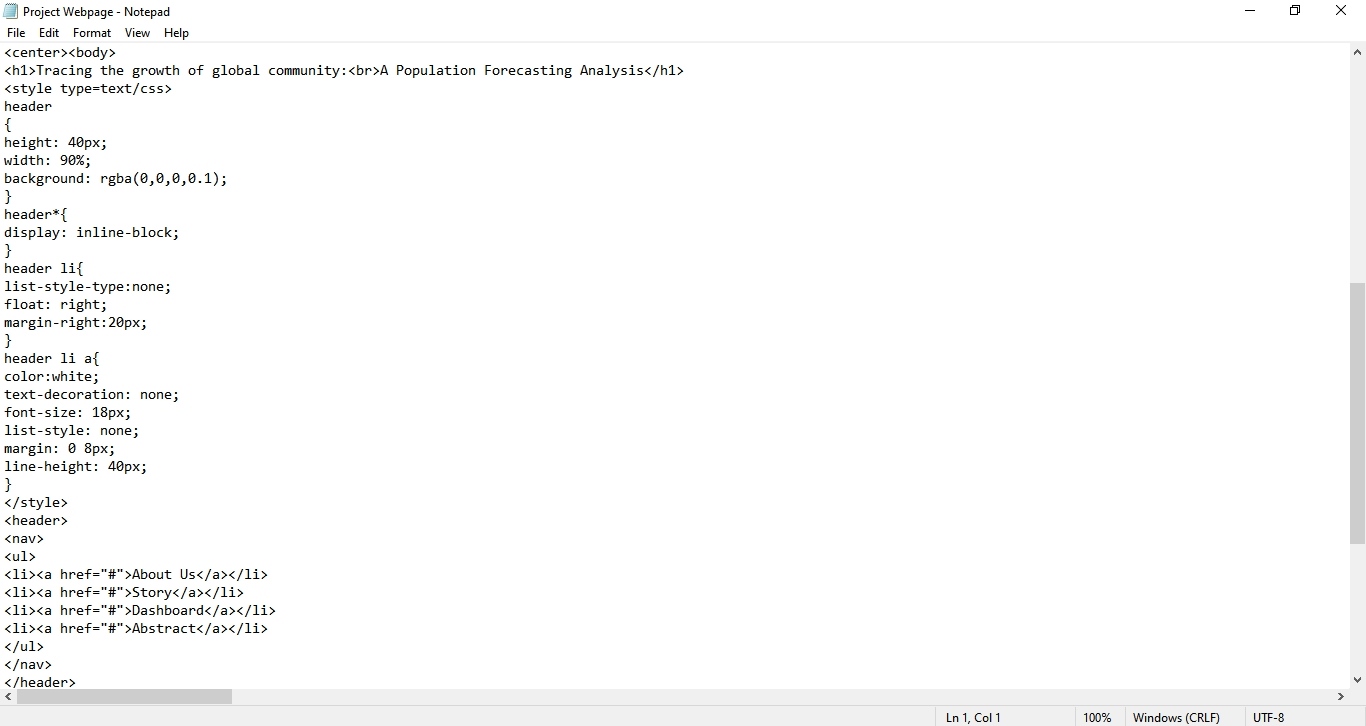 Project Webpage - Notepad
File Edit Format View Help
<center><body>
<h1>Tracing the growth of global community:<br>A Population Forecasting Analysis</h1>
<style type=text/css>
header
{
height: 40px;
width: 90%;
background: rgba(0,0,0,0.1);
}
header*{
display: inline-block;
}
header li{
list-style-type:none;
float: right;
margin-right:20px;
}
header li a{
color:white;
text-decoration: none;
font-size: 18px;
list-style: none;
margin: 0 8px;
line-height: 40px;
}
</style>
<header>
<nav>
<ul>
<li><a href="#">About Us</a></li>
<li><a href="#">Story</a></li>
<li><a href="#">Dashboard</a></li>
<li><a href="#">Abstract</a></li>
</ul>
</nav>
</header>
Ln 1, Col 1 100% Windows (CRLF) UTF-8